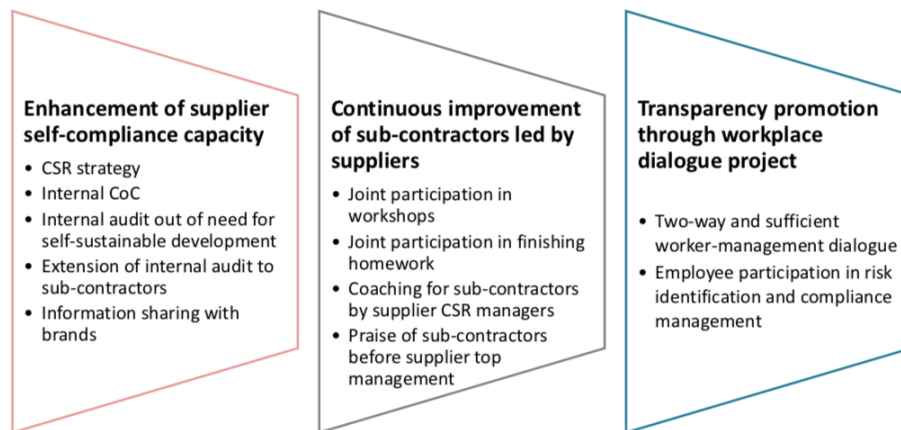 Enhancement of supplier
self-compliance capacity
• CSR strategy
• Internal CoC
• Internal audit out of need for
self-sustainable development
• Extension of internal audit to
sub-contractors
• Information sharing with
brands
Continuous improvement
of sub-contractors led by
suppliers
• Joint participation in
workshops
• Joint participation in finishing
homework
• Coaching for sub-contractors
by supplier CSR managers
• Praise of sub-contractors
before supplier top
management
Transparency promotion
through workplace
dialogue project
• Two-way and sufficient
worker-management dialogue
• Employee participation in risk
identification and compliance
management